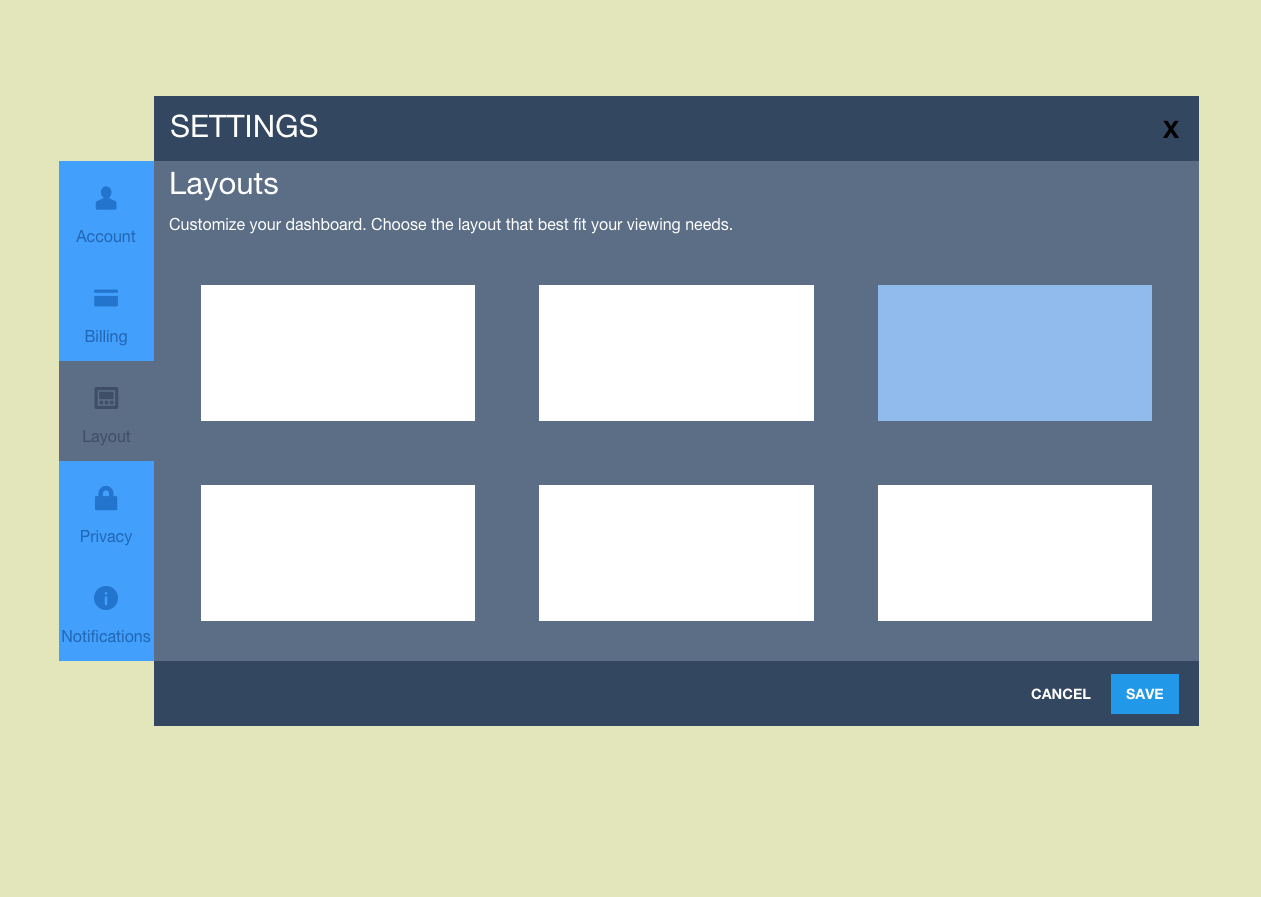 SETTINGS
X
Layouts
Customize your dashboard. Choose the layout that best fit your viewing needs.
Account
Billing
Layout
Privacy
Notifications
CANCEL
SAVE